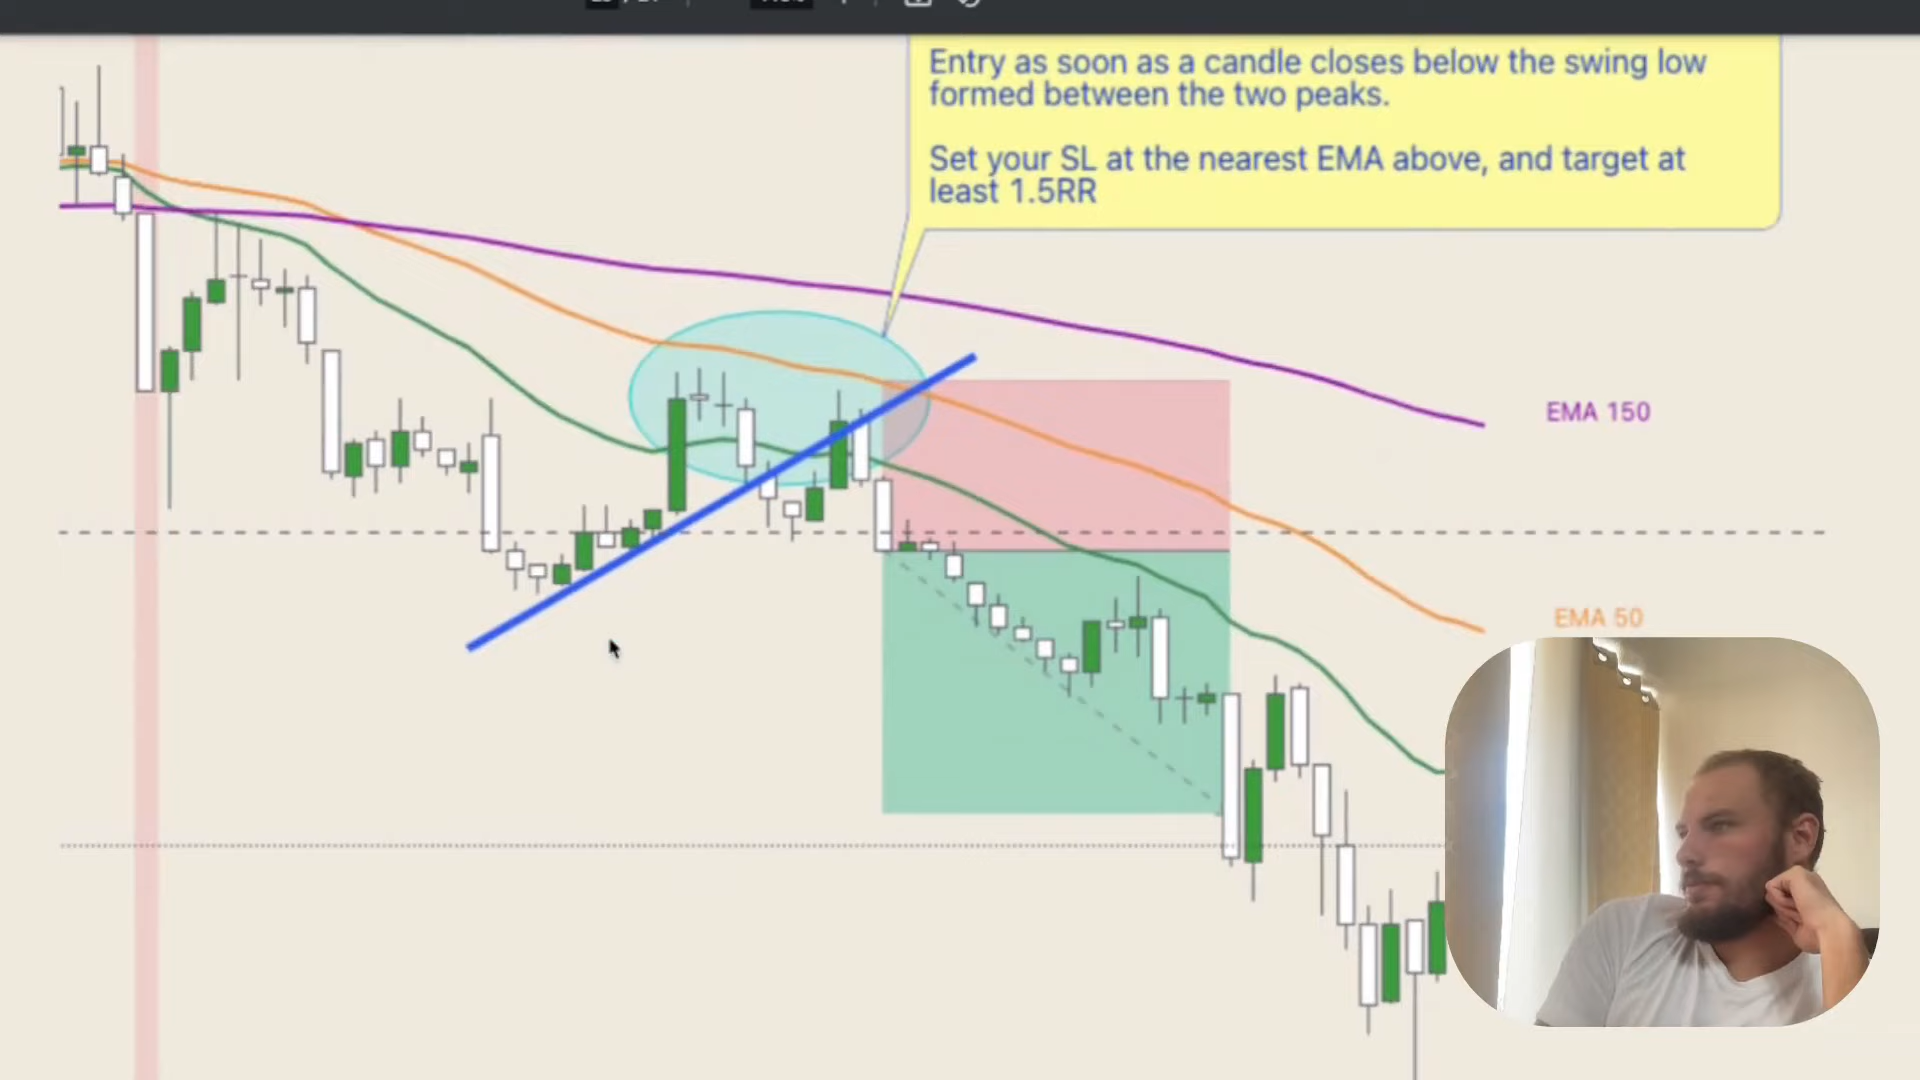 Entry as soon as a candle closes below the swing low
formed between the two peaks.
Set your SL at the nearest EMA above, and target at
least 1.5RR
EMA 150
EMA 50